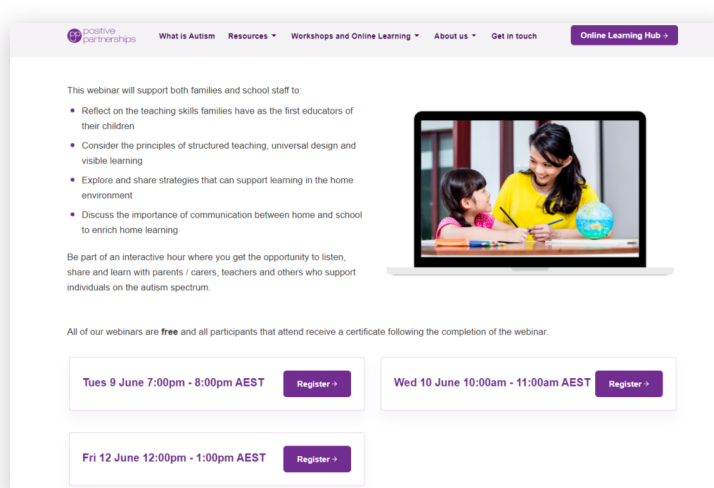 positive
partnerships
What is Autism Resources Workshops and Online Learning About us Get in touch Online Learning Hub →
This webinar will support both families and school staff to:
• Reflect on the teaching skills families have as the first educators of
their children
• Consider the principles of structured teaching, universal design and
visible learning
• Explore and share strategies that can support learning in the home
environment
• Discuss the importance of communication between home and school
to enrich home learning
Be part of an interactive hour where you get the opportunity to listen,
share and learn with parents / carers, teachers and others who support
individuals on the autism spectrum.
All of our webinars are free and all participants that attend receive a certificate following the completion of the webinar.
Tues 9 June 7:00pm - 8:00pm AEST Register →
Wed 10 June 10:00am - 11:00am AEST Register →
Fri 12 June 12:00pm - 1:00pm AEST Register →